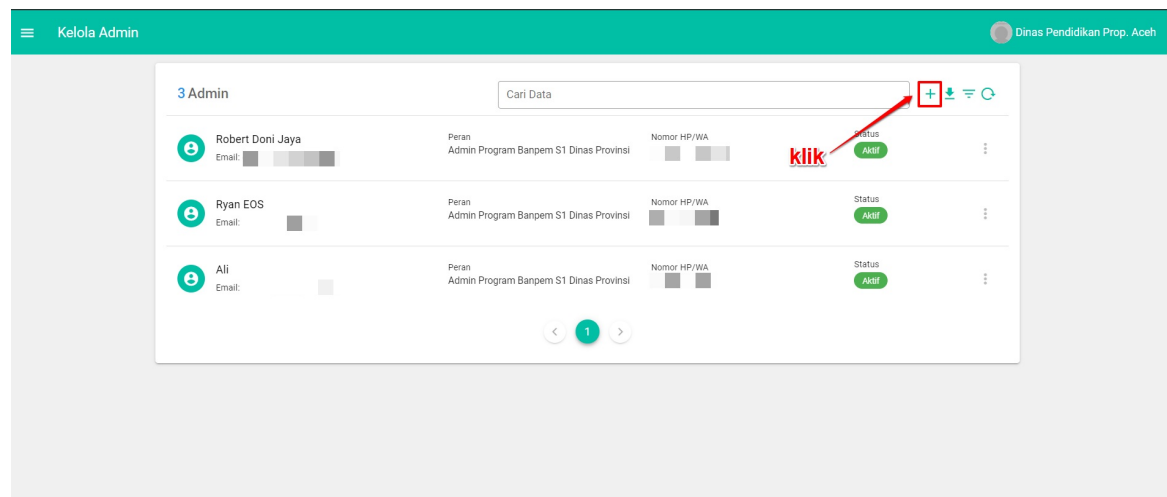 Kelola Admin
Dinas Pendidikan Prop. Aceh
3 Admin
Cari Data
klik
Robert Doni Jaya
Email:
Peran
Admin Program Banpem S1 Dinas Provinsi
Nomor HP/WA
Status
Aktif
Ryan EOS
Email:
Peran
Admin Program Banpem S1 Dinas Provinsi
Nomor HP/WA
Status
Aktif
Ali
Email:
Peran
Admin Program Banpem S1 Dinas Provinsi
Nomor HP/WA
Status
Aktif
1